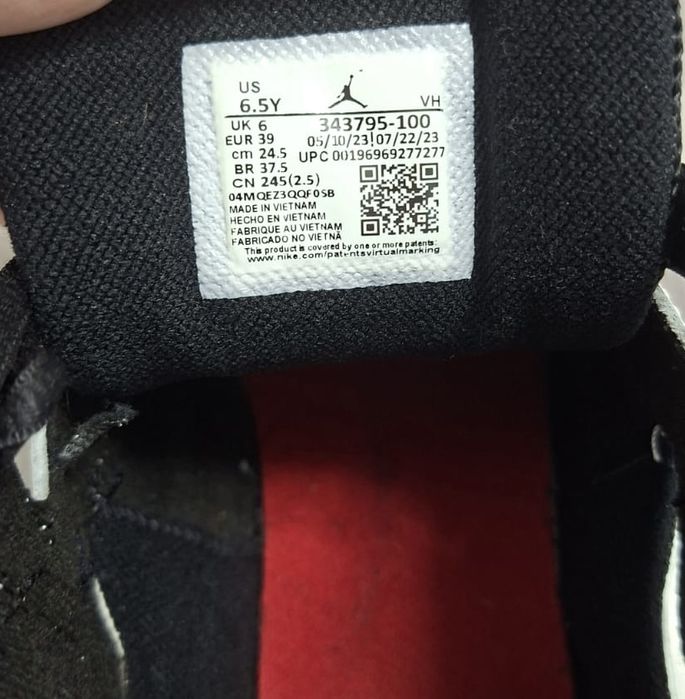 US
6.5Y VH
UK 6 343795-100
EUR 39 05/10/23!07/22/23
cm 24.5 UPC 00196969277277
BR 37.5
CN 245(2.5)
04MQEZ3QQF0SB
MADE IN VIETNAM
HECHO EN VIETNAM
FABRIQUE AU VIETNAM
FABRICADO NO VIETNÃ
This product is covered by one or more patents:
www.nike.com/patentsvirtualmarking